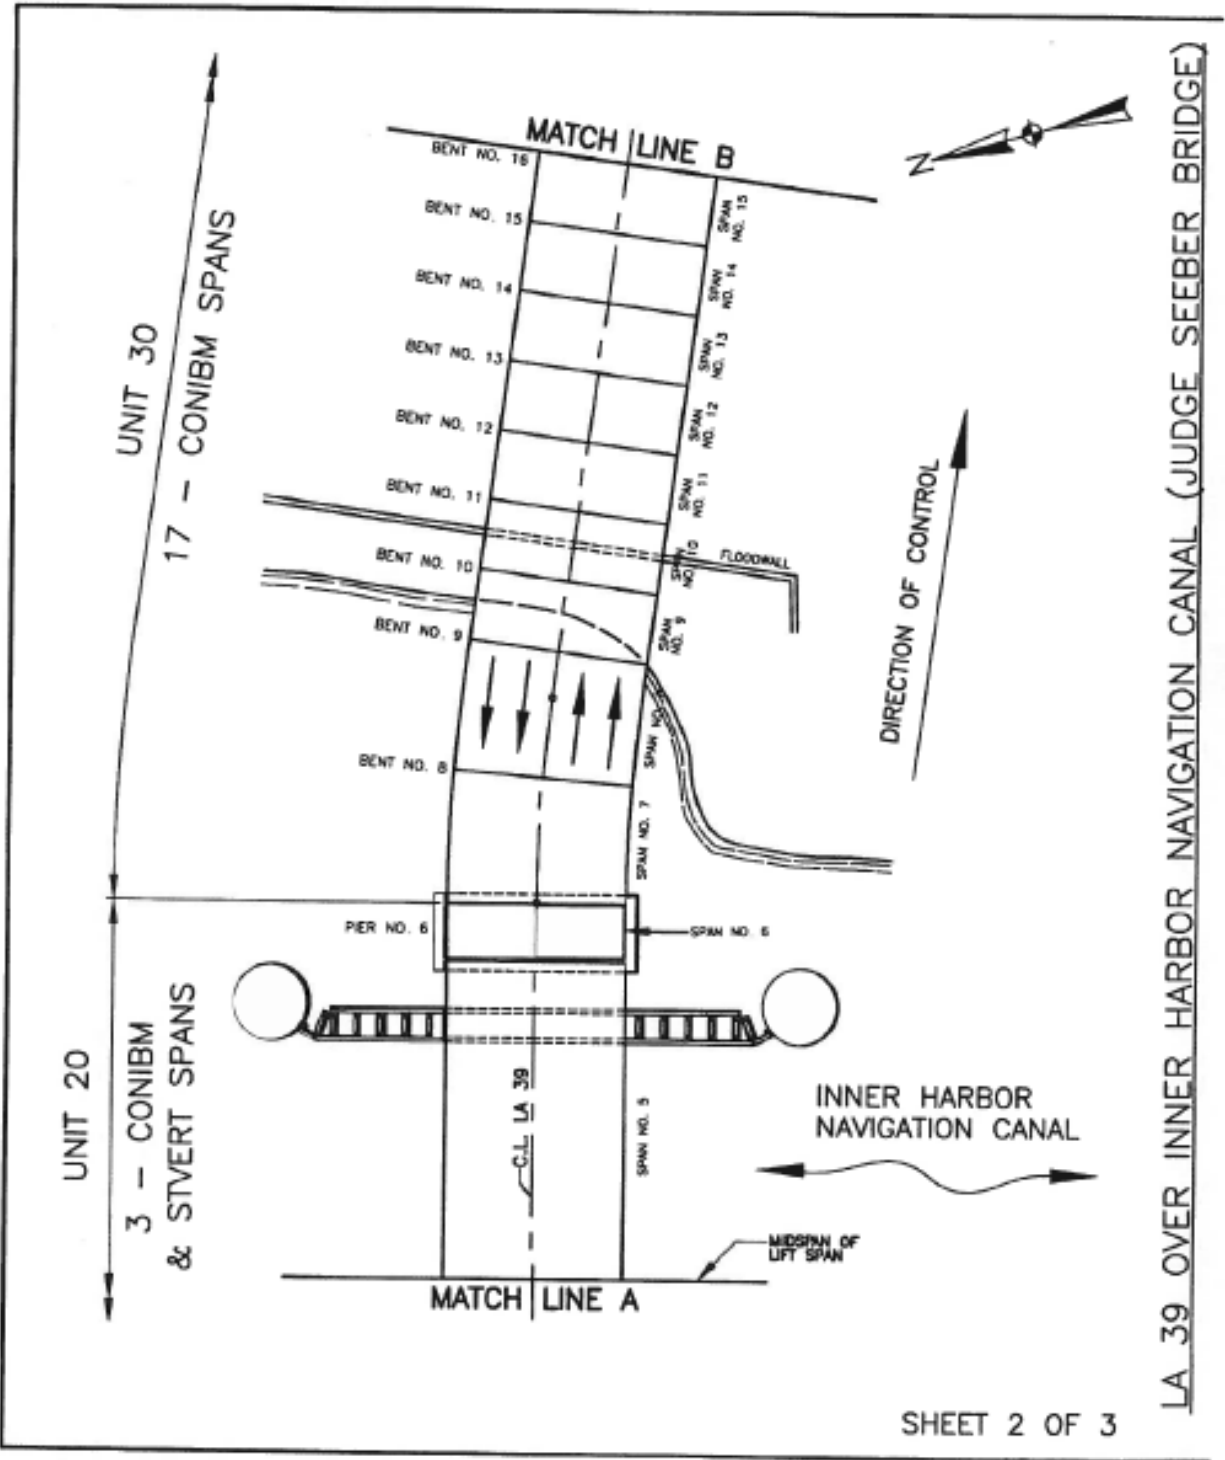 MATCH LINE B
N
BENT NO. 16
BENT NO. 15
BENT NO. 14
BENT NO. 13
BENT NO. 12
BENT NO. 11
BENT NO. 10
BENT NO. 9
BENT NO. 8
PIER NO. 6
SPAN
NO. 15
SPAN
NO. 14
SPAN
NO. 13
SPAN
NO. 12
SPAN
NO. 11
SPAN
NO. 10
SPAN
NO. 9
SPAN NO.
SPAN NO. 7
SPAN NO. 6
SPAN NO. 5
FLOODWALL
DIRECTION OF CONTROL
UNIT 30
17 - CONIBM SPANS
UNIT 20
3 - CONIBM
& STVERT SPANS
C.L. LA 39
INNER HARBOR
NAVIGATION CANAL
MIDSPAN OF
LIFT SPAN
MATCH LINE A
SHEET 2 OF 3
LA 39 OVER INNER HARBOR NAVIGATION CANAL (JUDGE SEEBER BRIDGE)